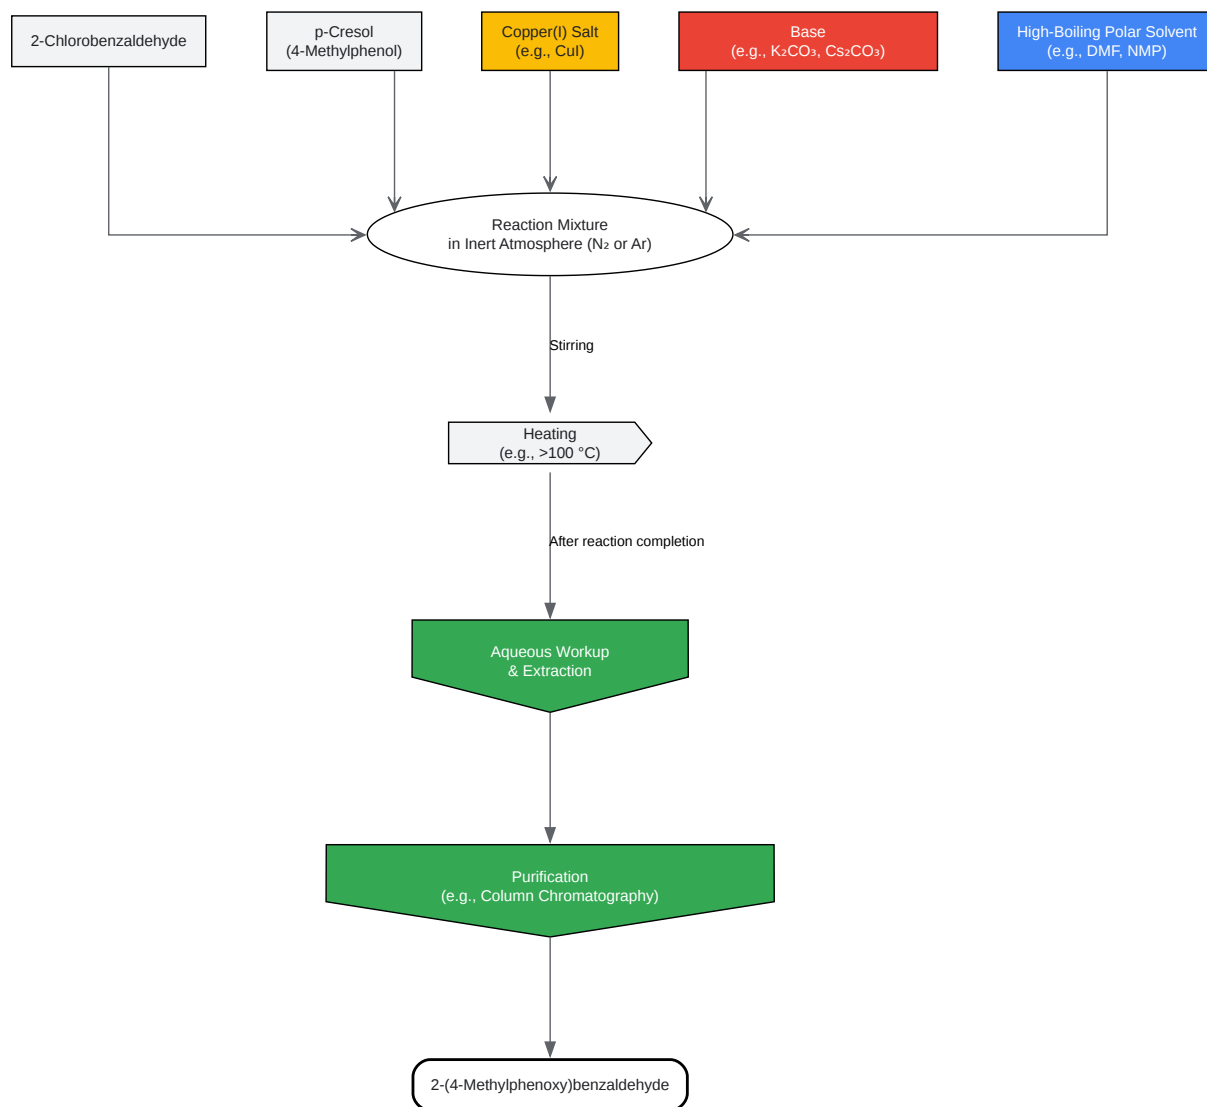 2-Chlorobenzaldehyde
p-Cresol
(4-Methylphenol)
Copper(I) Salt
(e.g., CuI)
Base
(e.g., K₂CO₃, Cs₂CO₃)
High-Boiling Polar Solvent
(e.g., DMF, NMP)
Reaction Mixture
in Inert Atmosphere (N₂ or Ar)
Stirring
Heating
(e.g., >100 °C)
After reaction completion
Aqueous Workup
& Extraction
Purification
(e.g., Column Chromatography)
2-(4-Methylphenoxy)benzaldehyde